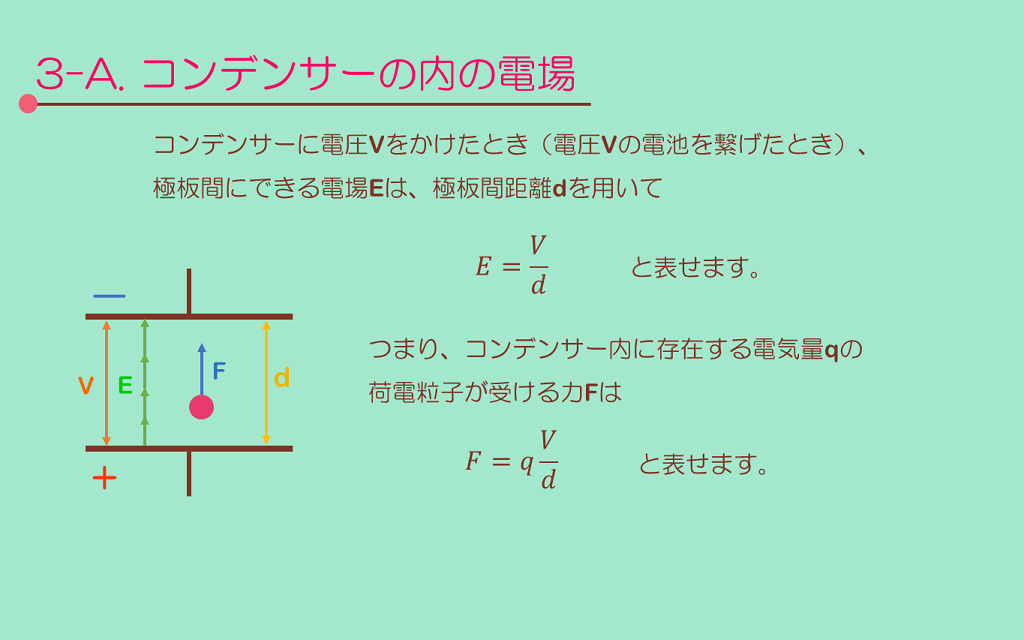 3-A. コンデンサーの内の電場
コンデンサーに電圧Vをかけたとき（電圧Vの電池を繋げたとき）、
極板間にできる電場Eは、極板間距離dを用いて
E = V/d と表せます。
つまり、コンデンサー内に存在する電気量qの
荷電粒子が受ける力Fは
F = q V/d と表せます。
−
V
E
F
d
+